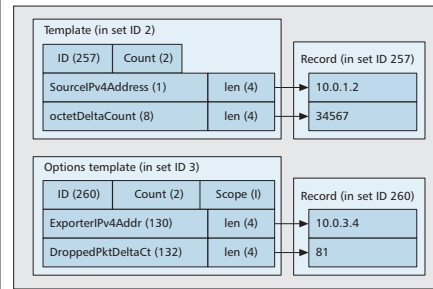 Template (in set ID 2)
ID (257) Count (2)
SourceIPv4Address (1) len (4)
octetDeltaCount (8) len (4)
Record (in set ID 257)
10.0.1.2
34567
Options template (in set ID 3)
ID (260) Count (2) Scope (I)
ExporterIPv4Addr (130) len (4)
DroppedPktDeltaCt (132) len (4)
Record (in set ID 260)
10.0.3.4
81